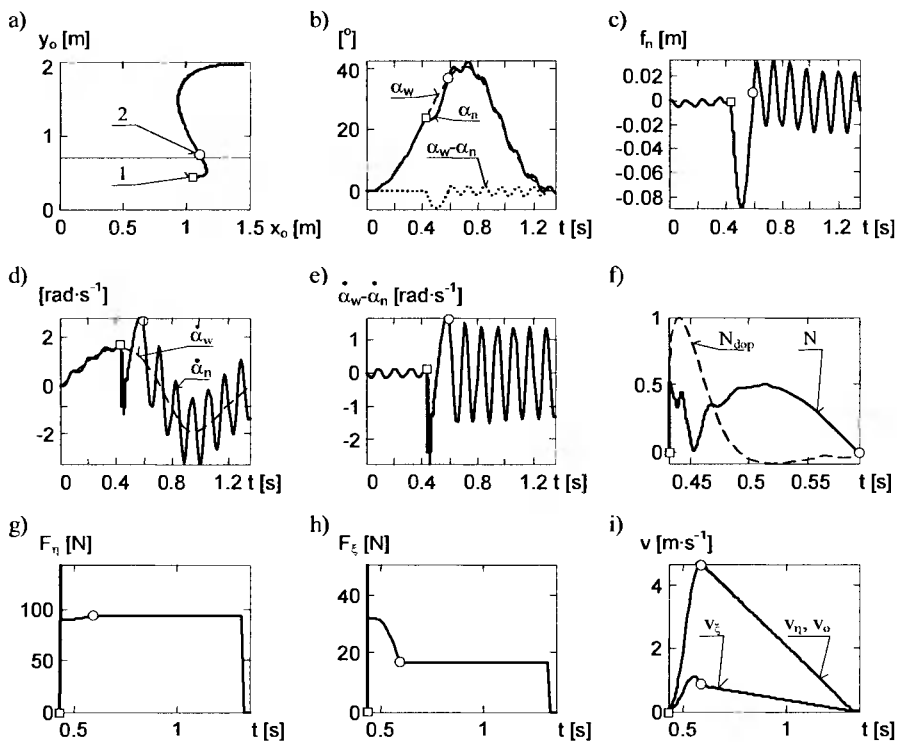 a)
yₒ [m]
2
1
0
2
1
0 0.5 1 1.5
xₒ [m]
b)
[°]
40
20
0
α_w
α_n
α_w-α_n
0 0.4 0.8 1.2
t [s]
c)
f_n [m]
0.02
0
-0.02
-0.04
-0.06
-0.08
0 0.4 0.8 1.2
t [s]
d)
[rad·s⁻¹]
2
0
-2
α̇_w
α̇_n
0 0.4 0.8 1.2 t [s]
e)
α̇_w-α̇_n [rad·s⁻¹]
1
0
-1
-2
0 0.4 0.8 1.2 t [s]
f)
1
0.5
0
N_dop
N
0.45 0.55 t [s]
g)
F_η [N]
100
50
0
0.5 1 t [s]
h)
F_ξ [N]
40
20
0
0.5 1 t [s]
i)
v [m·s⁻¹]
4
2
0
v_ξ
v_η, vₒ
0.5 1 t [s]